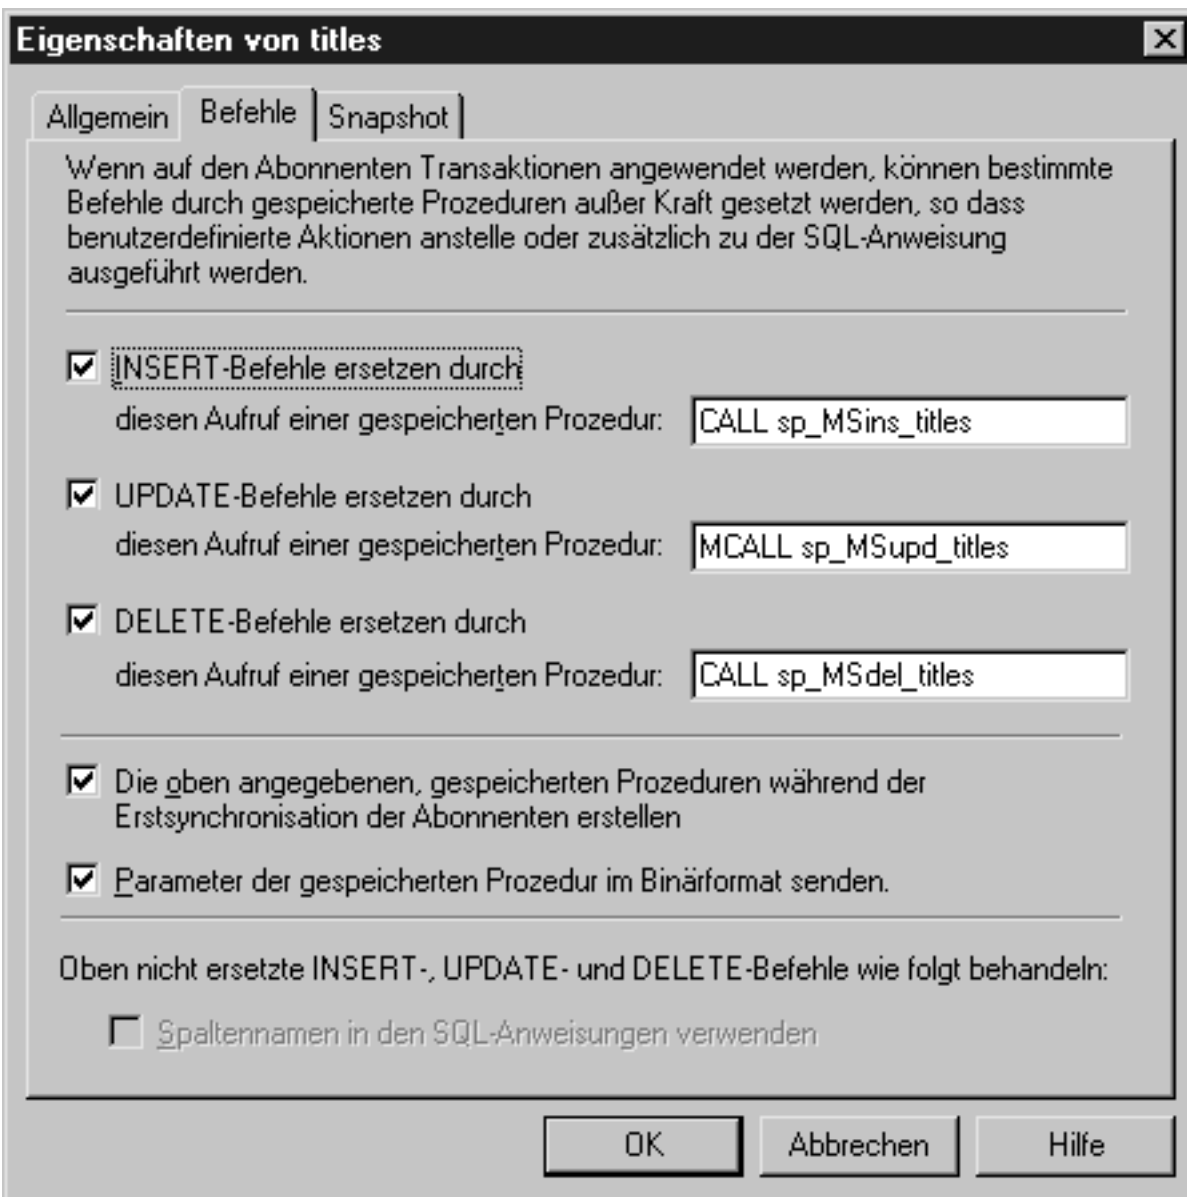 Eigenschaften von titles
Allgemein Befehle Snapshot
Wenn auf den Abonnenten Transaktionen angewendet werden, können bestimmte
Befehle durch gespeicherte Prozeduren außer Kraft gesetzt werden, so dass
benutzerdefinierte Aktionen anstelle oder zusätzlich zu der SQL-Anweisung
ausgeführt werden.
INSERT-Befehle ersetzen durch
diesen Aufruf einer gespeicherten Prozedur: CALL sp_MSins_titles
UPDATE-Befehle ersetzen durch
diesen Aufruf einer gespeicherten Prozedur: MCALL sp_MSupd_titles
DELETE-Befehle ersetzen durch
diesen Aufruf einer gespeicherten Prozedur: CALL sp_MSdel_titles
Die oben angegebenen, gespeicherten Prozeduren während der
Erstsynchronisation der Abonnenten erstellen
Parameter der gespeicherten Prozedur im Binärformat senden.
Oben nicht ersetzte INSERT-, UPDATE- und DELETE-Befehle wie folgt behandeln:
Spaltennamen in den SQL-Anweisungen verwenden
OK Abbrechen Hilfe